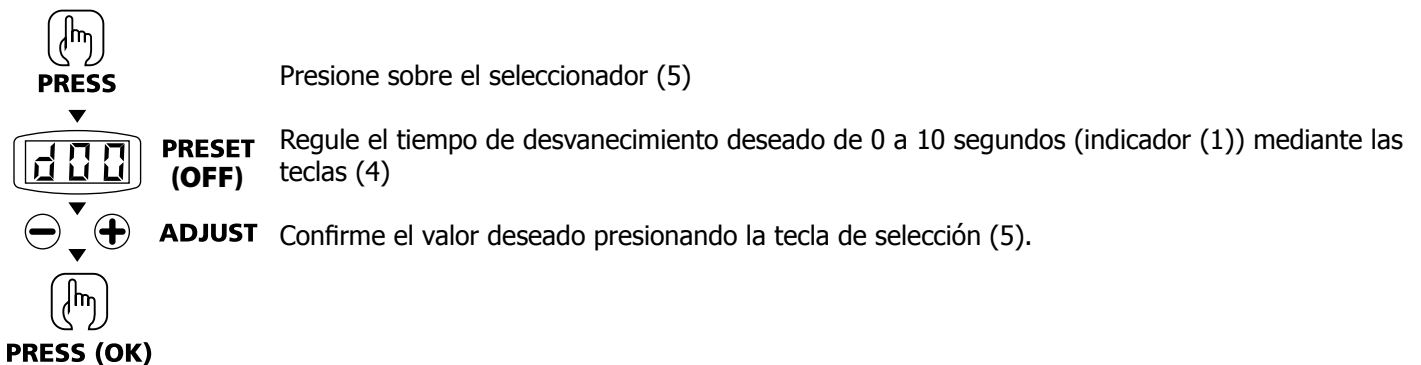 PRESS
Presione sobre el seleccionador (5)
d00
PRESET
(OFF)
Regule el tiempo de desvanecimiento deseado de 0 a 10 segundos (indicador (1)) mediante las
teclas (4)
ADJUST
Confirme el valor deseado presionando la tecla de selección (5).
PRESS (OK)